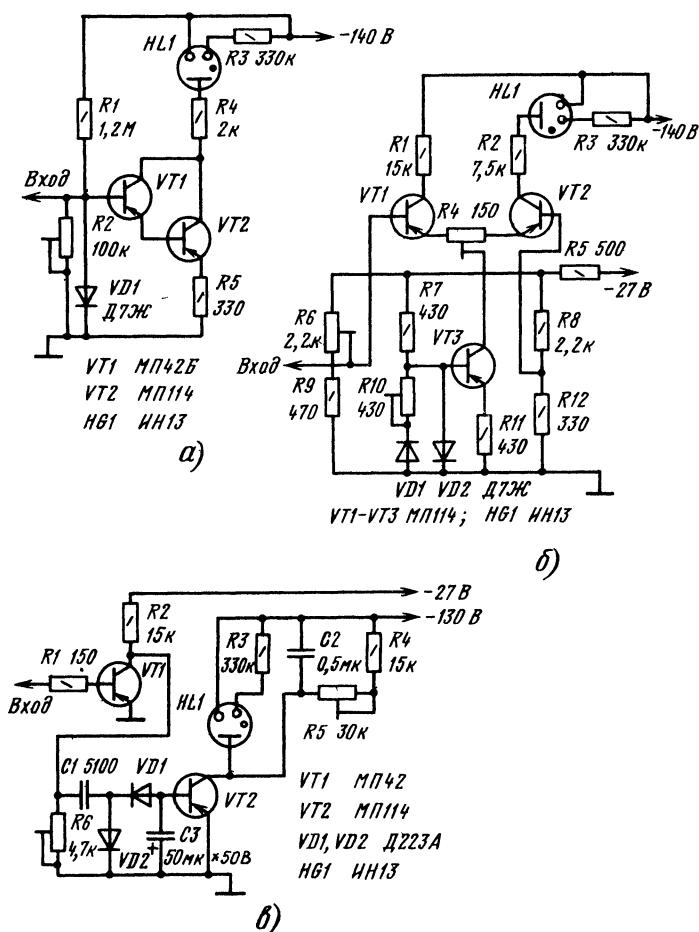 HL1
R3 330к
-140 В
R1
1,2М
R4
2к
Вход
VT1
R2
100к
VT2
VD1
Д7Ж
R5
330
VT1 МП42Б
VT2 МП114
HG1 ИН13
а)
HL1
R1
15к
R2
7,5к
R3 330к
-140В
VT1
R4
150
VT2
R5 500
-27 В
R6
2,2к
R7
430
VT3
R8
2,2к
Вход
R9
470
R10
430
R11
430
R12
330
VD1 VD2 Д7Ж
VT1-VT3 МП114; HG1 ИН13
б)
-27 В
-130 В
R2
15к
R1 150
VT1
Вход
R3
330к
C2
0,5мк
R4
15к
HL1
R5 30к
C1 5100
VD1
VT2
R6
4,7к
VD2
+
C3
50мк ×50В
VT1 МП42
VT2 МП114
VD1, VD2 Д223А
HG1 ИН13
в)